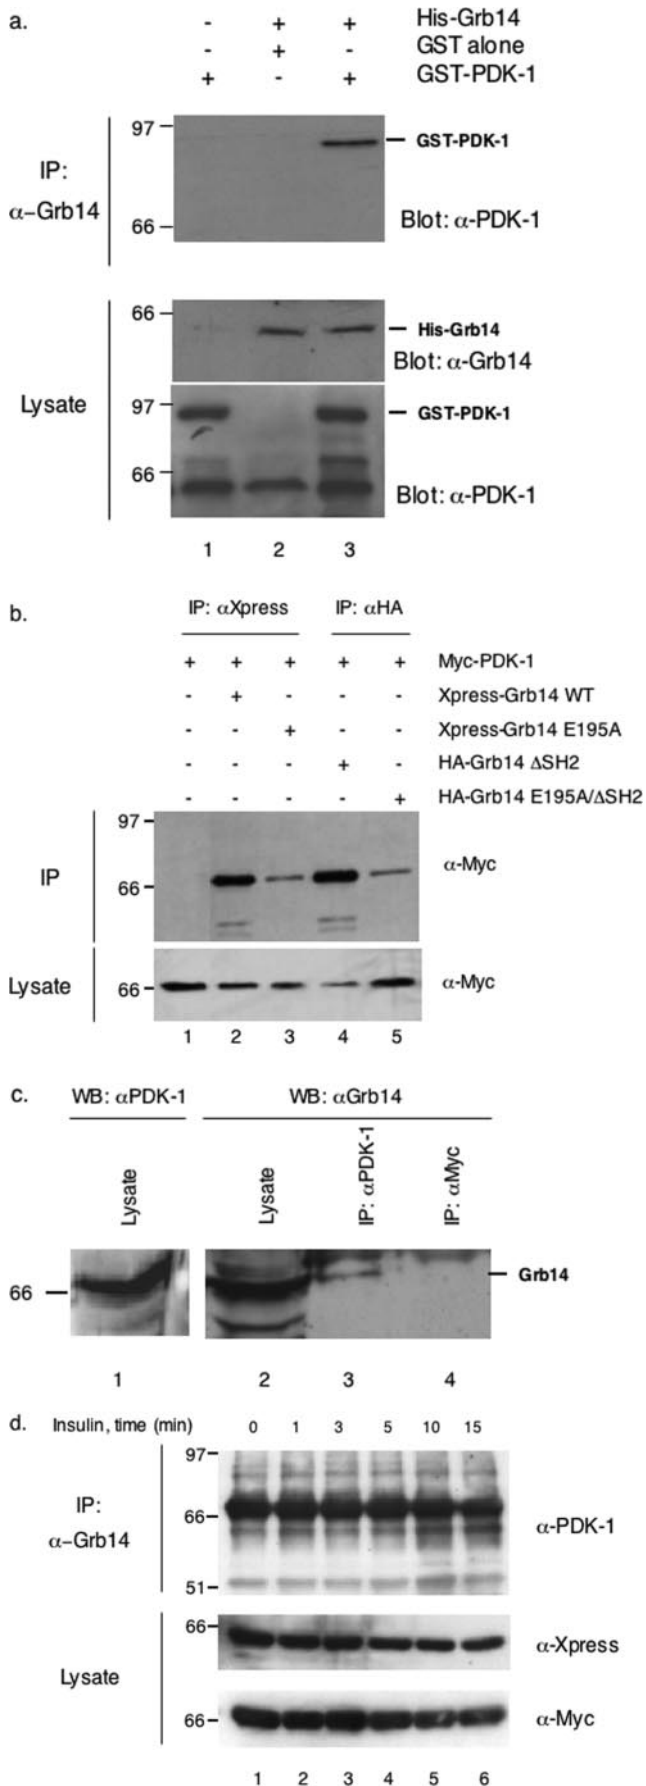 a.
- + + His-Grb14
- + - GST alone
+ - + GST-PDK-1
IP:
α-Grb14
97
66
GST-PDK-1
Blot: α-PDK-1
Lysate
66
His-Grb14
Blot: α-Grb14
97
66
GST-PDK-1
Blot: α-PDK-1
1 2 3
b.
IP: αXpress IP: αHA
+ + + + + Myc-PDK-1
- + - - - Xpress-Grb14 WT
- - + - - Xpress-Grb14 E195A
- - - + - HA-Grb14 ΔSH2
- - - - + HA-Grb14 E195A/ΔSH2
IP
97
66
α-Myc
Lysate
66
α-Myc
1 2 3 4 5
c.
WB: αPDK-1 WB: αGrb14
Lysate
Lysate
IP: αPDK-1
IP: αMyc
66
Grb14
1 2 3 4
d.
Insulin, time (min) 0 1 3 5 10 15
IP:
α-Grb14
97
66
51
α-PDK-1
Lysate
66
α-Xpress
66
α-Myc
1 2 3 4 5 6